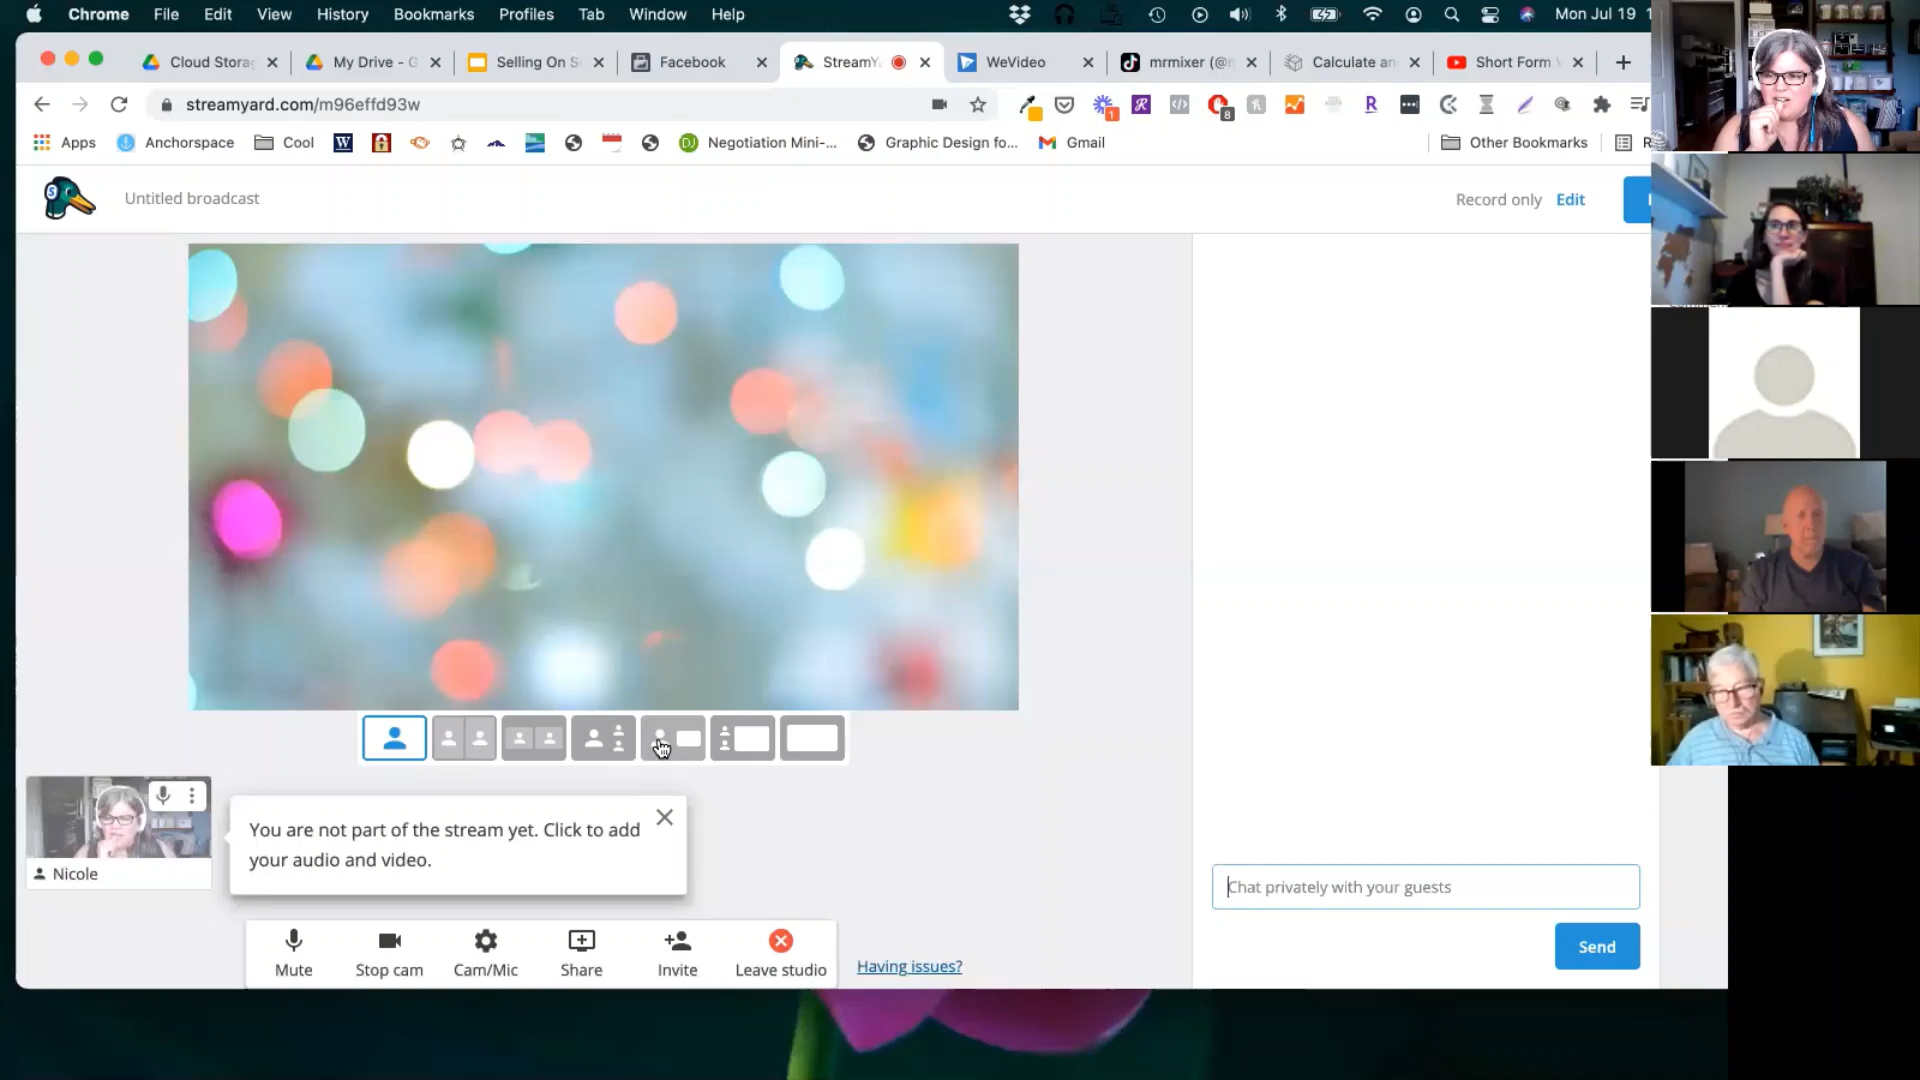 Chrome File Edit View History Bookmarks Profiles Tab Window Help Mon Jul 19
Cloud Stora
My Drive - G
Selling On S
Facebook
StreamY
WeVideo
mrmixer (@
Calculate an
Short Form
streamyard.com/m96effd93w
1
R
8
R
Apps Anchorspace Cool W DJ Negotiation Mini-... Graphic Design fo... Gmail Other Bookmarks
S
Untitled broadcast
Record only Edit
You are not part of the stream yet. Click to add
your audio and video.
Nicole
Chat privately with your guests
Send
Mute Stop cam Cam/Mic Share Invite Leave studio
Having issues?